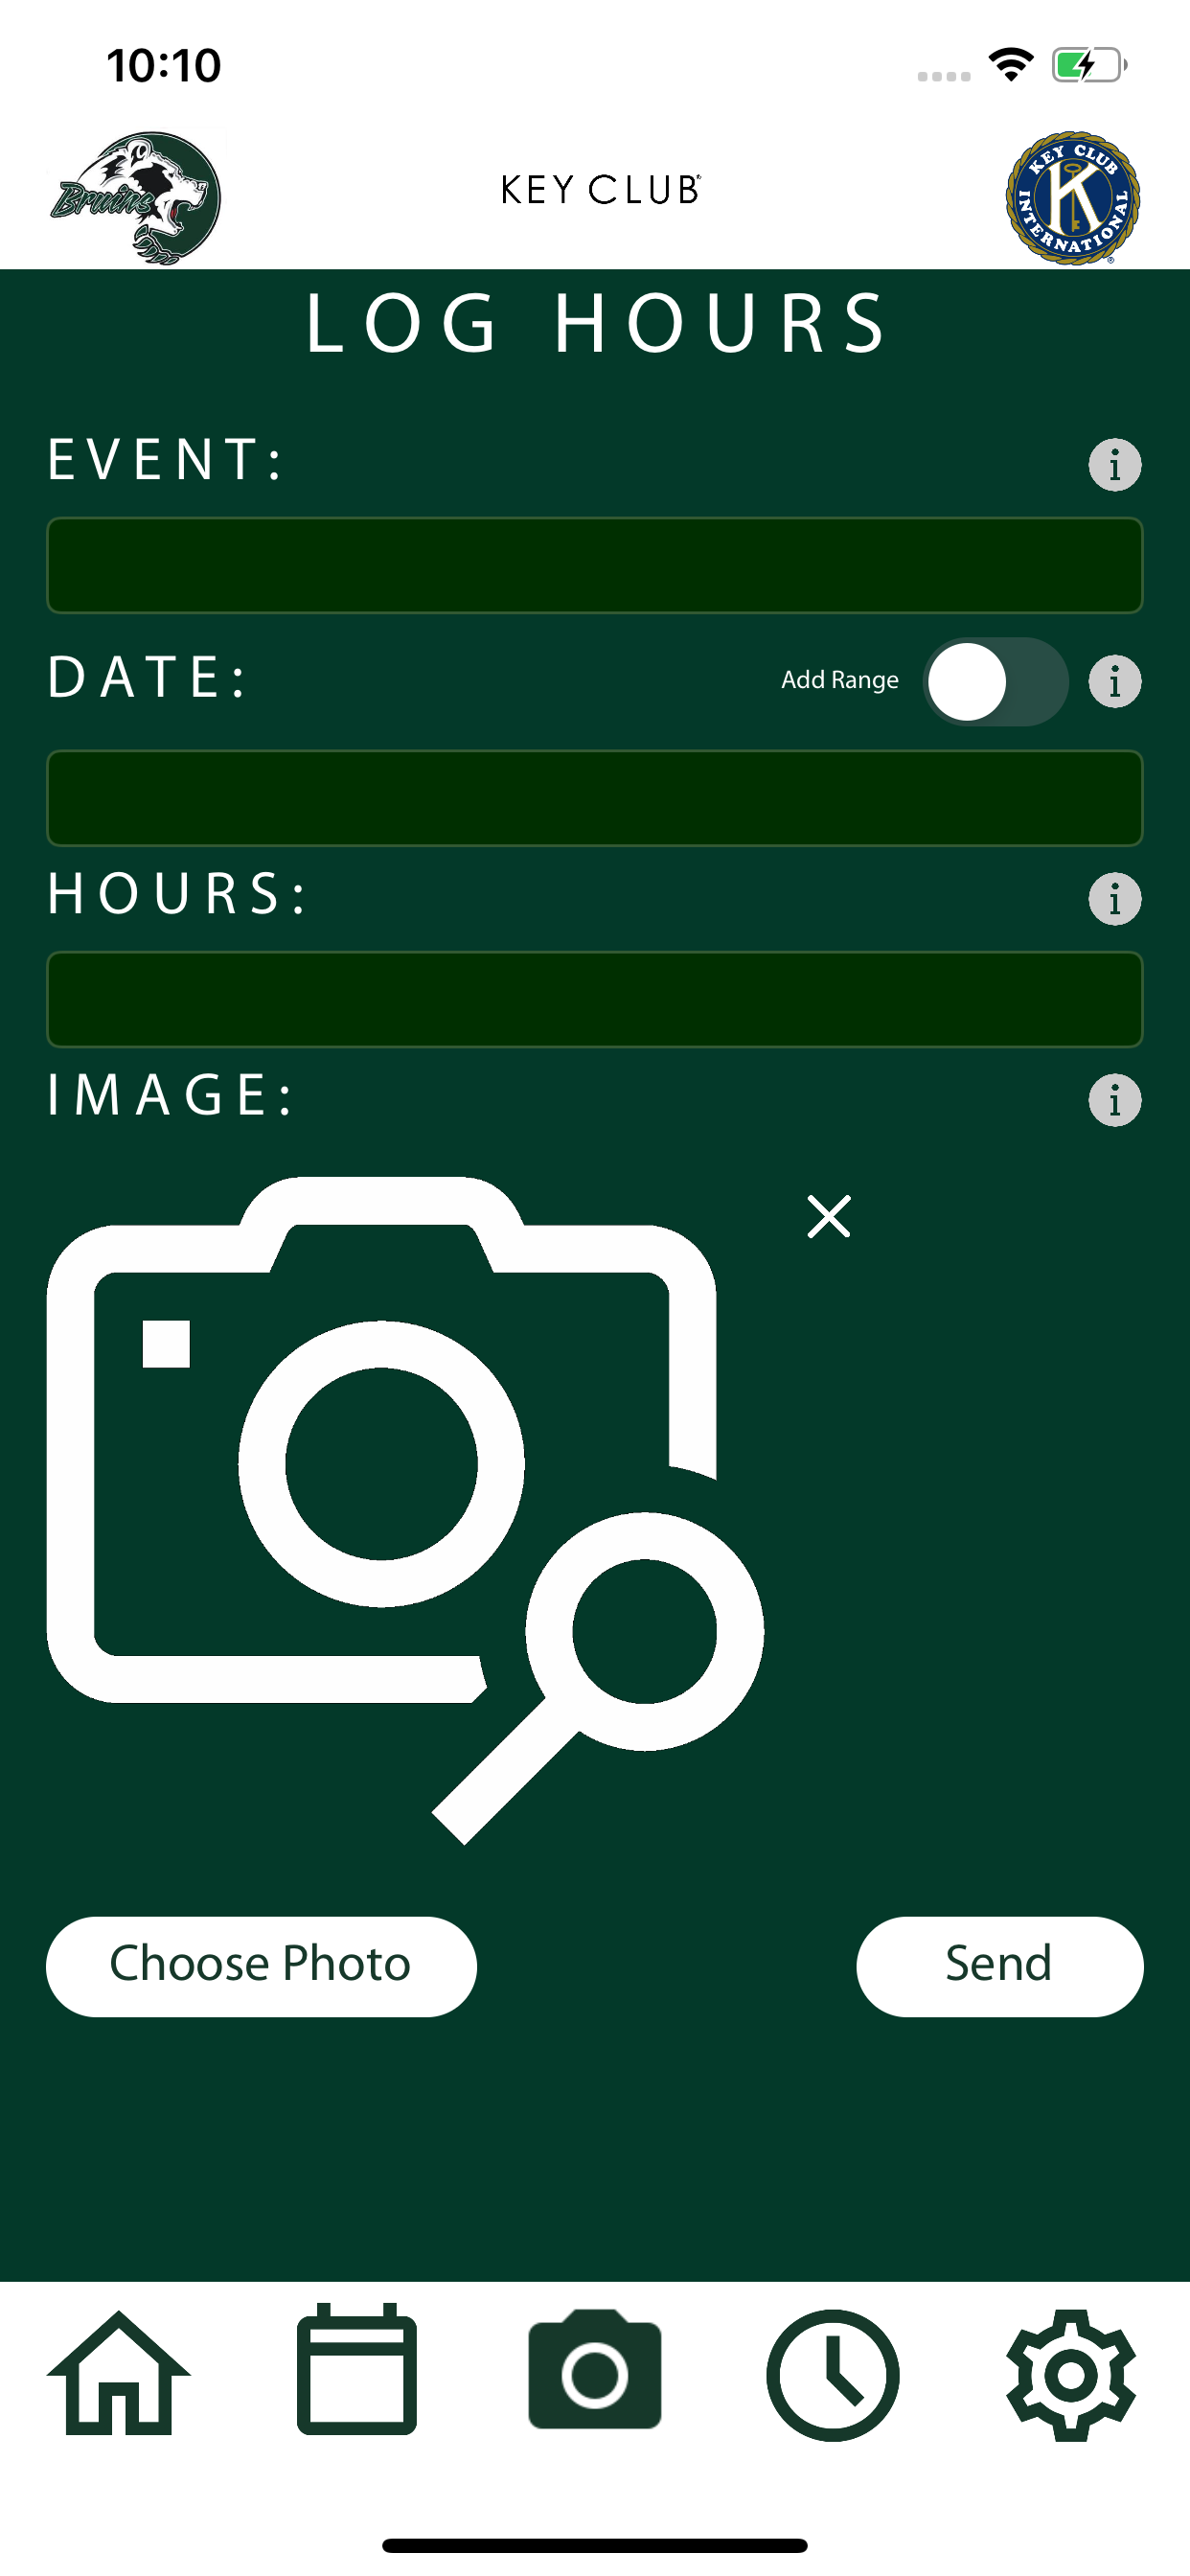 10:10
Bruins
KEY CLUB®
KEY CLUB
K
INTERNATIONAL
®
LOG HOURS
EVENT:
i
DATE:
Add Range
i
HOURS:
i
IMAGE:
i
Choose Photo
Send